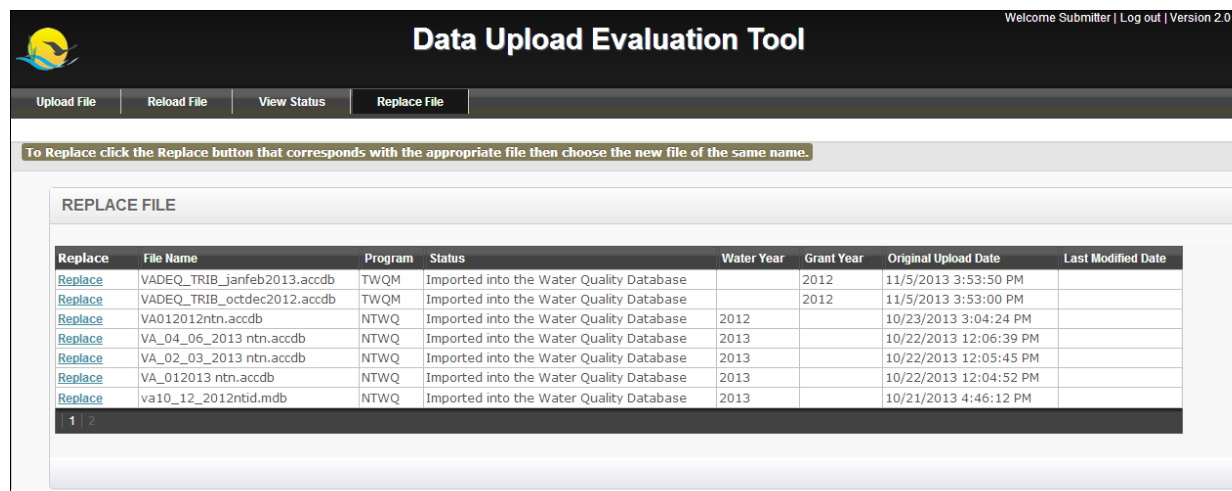 Welcome Submitter | Log out | Version 2.0
Data Upload Evaluation Tool
Upload File Reload File View Status Replace File
To Replace click the Replace button that corresponds with the appropriate file then choose the new file of the same name.
REPLACE FILE
Replace File Name Program Status Water Year Grant Year Original Upload Date Last Modified Date
Replace VADEQ_TRIB_janfeb2013.accdb TWQM Imported into the Water Quality Database 2012 11/5/2013 3:53:50 PM
Replace VADEQ_TRIB_octdec2012.accdb TWQM Imported into the Water Quality Database 2012 11/5/2013 3:53:00 PM
Replace VA012012ntn.accdb NTWQ Imported into the Water Quality Database 2012 10/23/2013 3:04:24 PM
Replace VA_04_06_2013 ntn.accdb NTWQ Imported into the Water Quality Database 2013 10/22/2013 12:06:39 PM
Replace VA_02_03_2013 ntn.accdb NTWQ Imported into the Water Quality Database 2013 10/22/2013 12:05:45 PM
Replace VA_012013 ntn.accdb NTWQ Imported into the Water Quality Database 2013 10/22/2013 12:04:52 PM
Replace va10_12_2012ntid.mdb NTWQ Imported into the Water Quality Database 2013 10/21/2013 4:46:12 PM
| 1 | 2